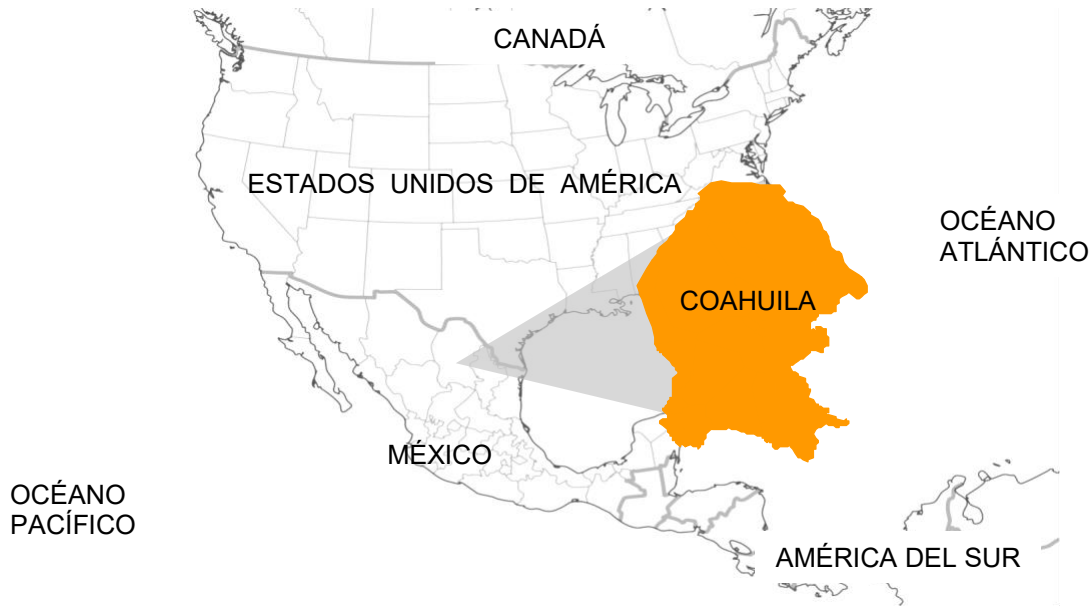 CANADÁ
ESTADOS UNIDOS DE AMÉRICA
OCÉANO
ATLÁNTICO
COAHUILA
MÉXICO
OCÉANO
PACÍFICO
AMÉRICA DEL SUR